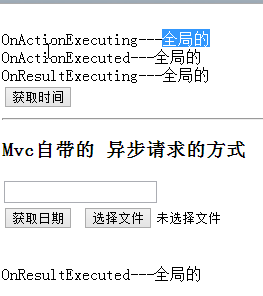 OnActionExecuting---全局的
OnActionExecuted---全局的
OnResultExecuting---全局的
获取时间
Mvc自带的 异步请求的方式
获取日期 选择文件 未选择文件
OnResultExecuted---全局的